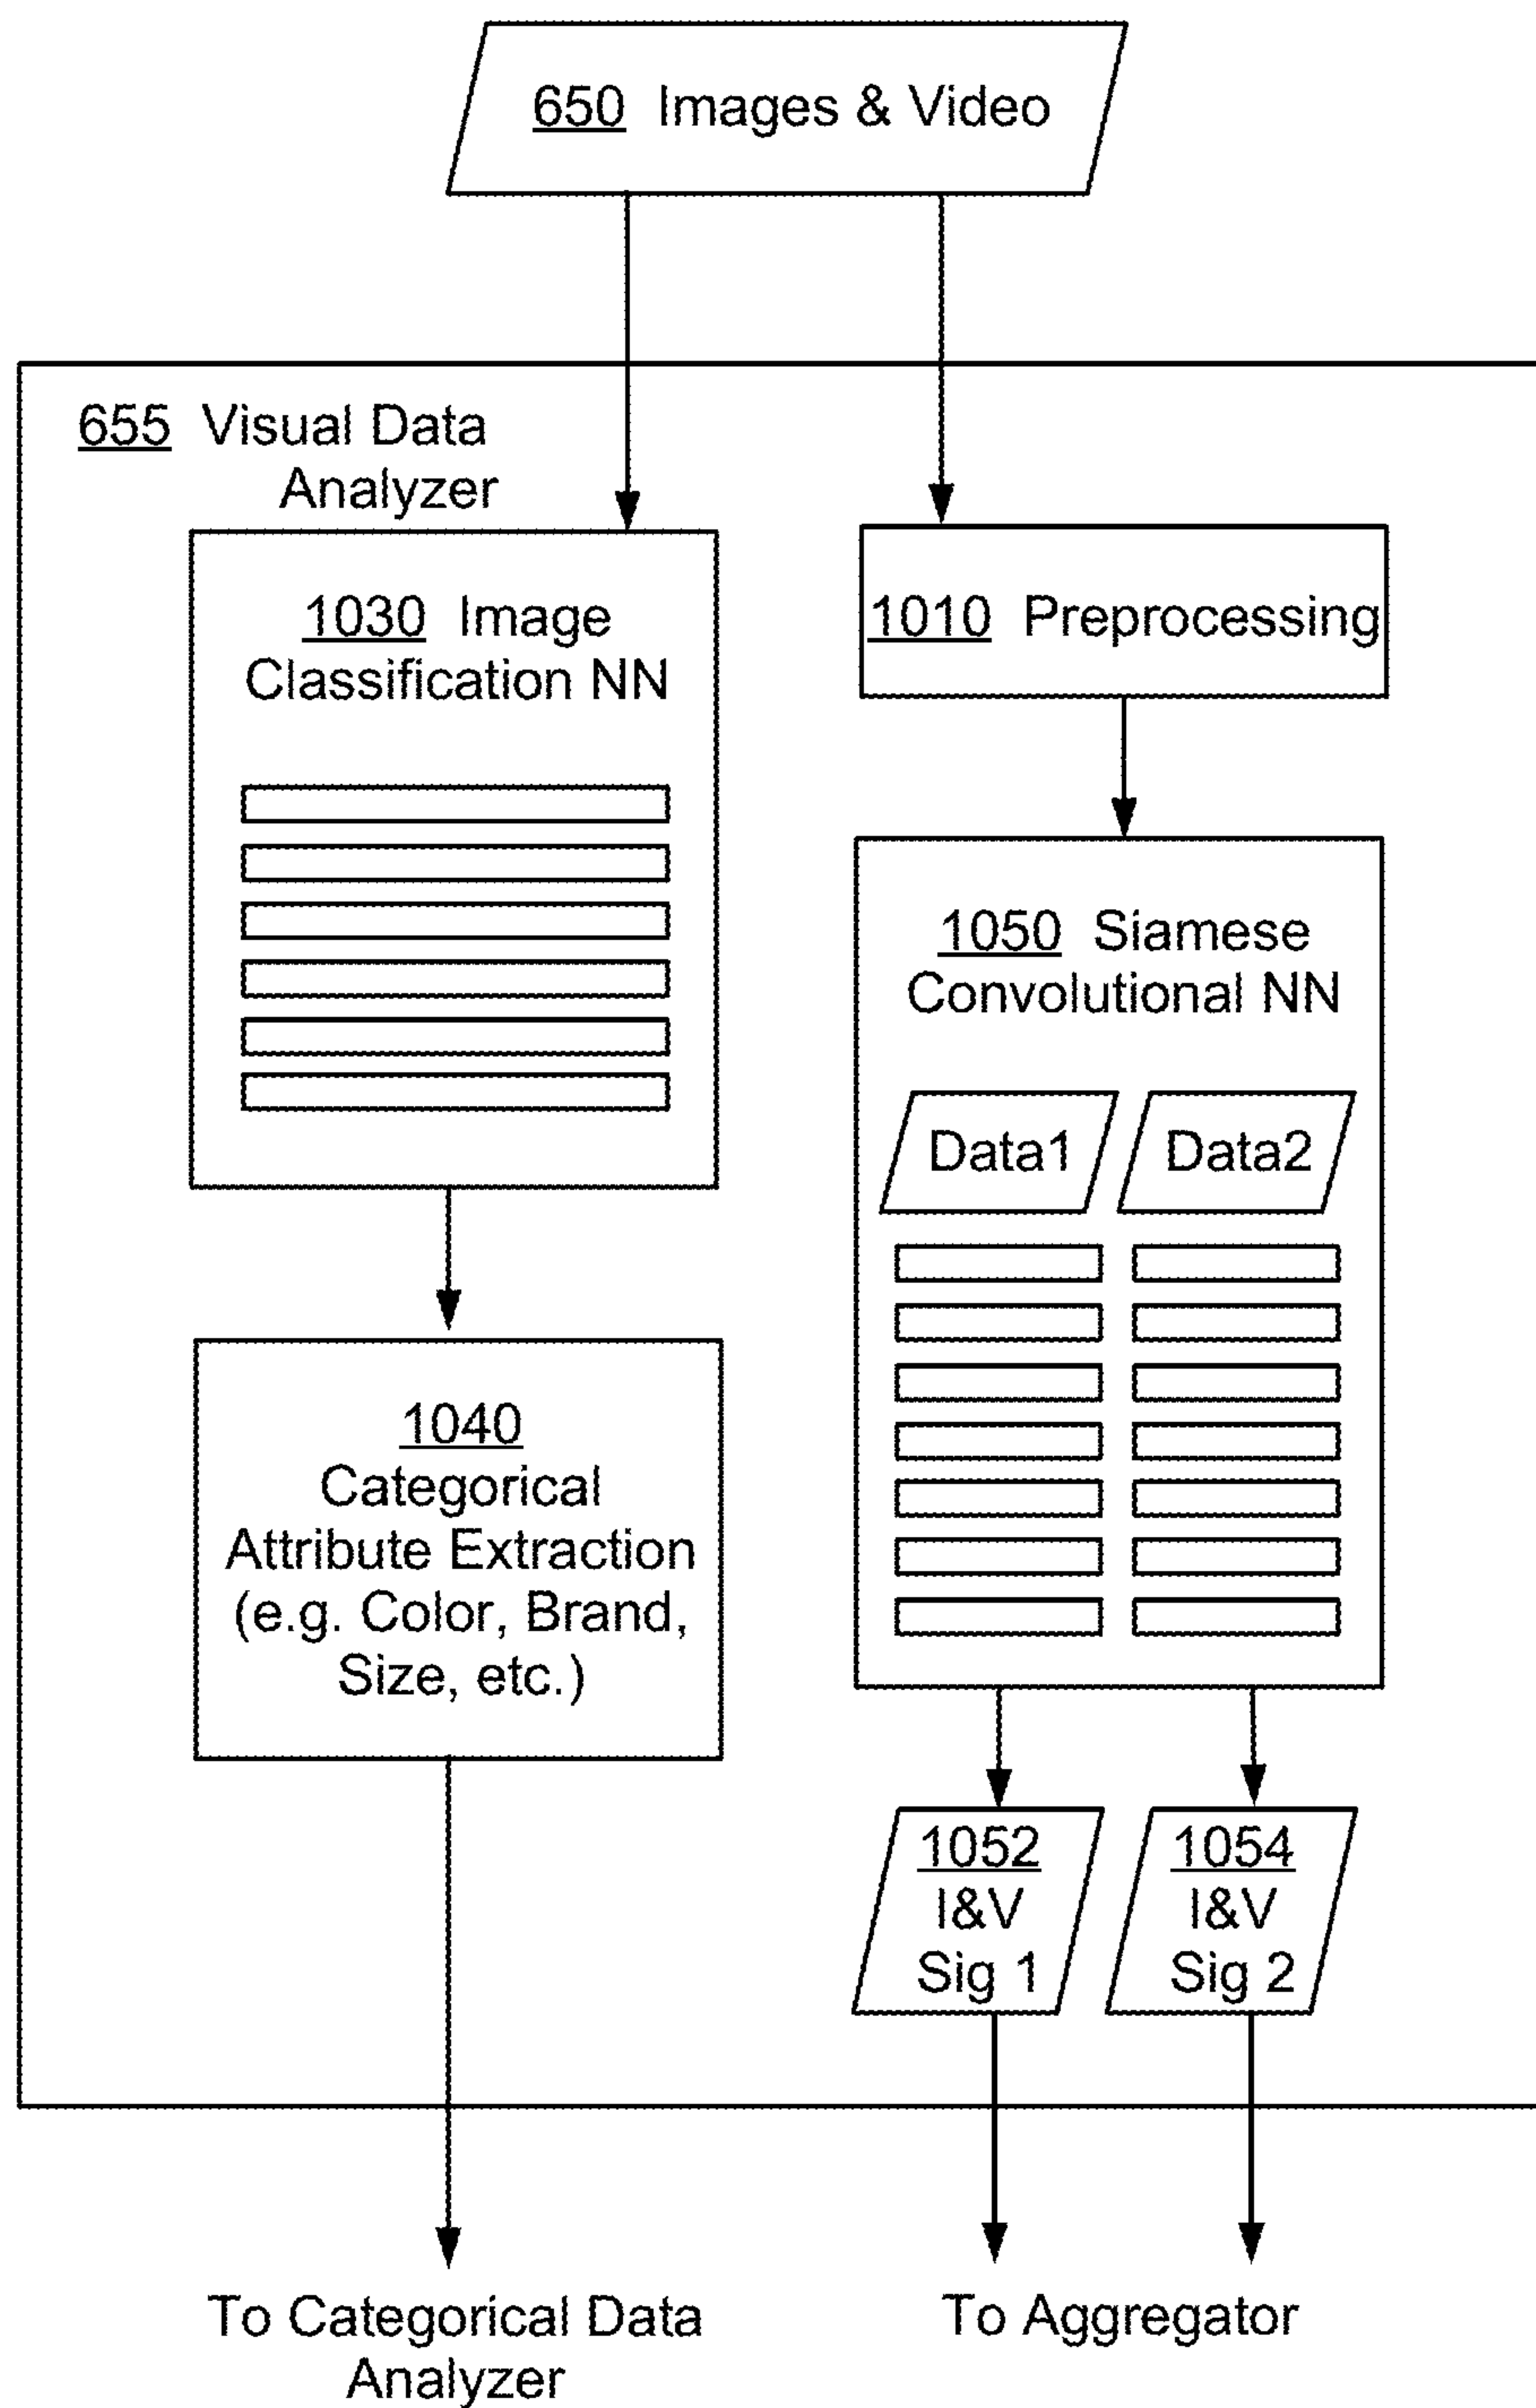 650 Images & Video
655 Visual Data
Analyzer
1030 Image
Classification NN
1010 Preprocessing
1050 Siamese
Convolutional NN
Data1 Data2
1040
Categorical
Attribute Extraction
(e.g. Color, Brand,
Size, etc.)
1052
I&V
Sig 1
1054
I&V
Sig 2
To Categorical Data
Analyzer
To Aggregator